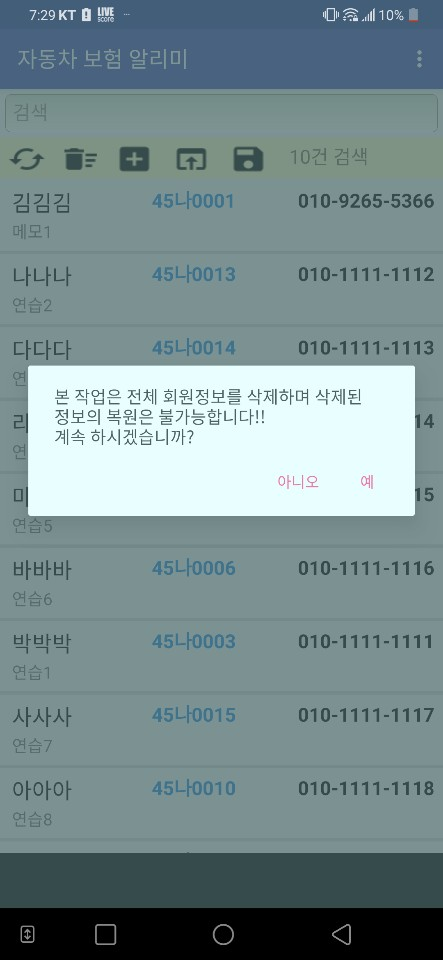 7:29 KT LIVE score ... 10%
자동차 보험 알리미
검색
10건 검색
김김김 45나0001 010-9265-5366
메모1
나나나 45나0013 010-1111-1112
연습2
다다다 45나0014 010-1111-1113
연
14
연
15
본 작업은 전체 회원정보를 삭제하며 삭제된
정보의 복원은 불가능합니다!!
계속 하시겠습니까?
아니오 예
연습5
바바바 45나0006 010-1111-1116
연습6
박박박 45나0003 010-1111-1111
연습1
사사사 45나0015 010-1111-1117
연습7
아아아 45나0010 010-1111-1118
연습8